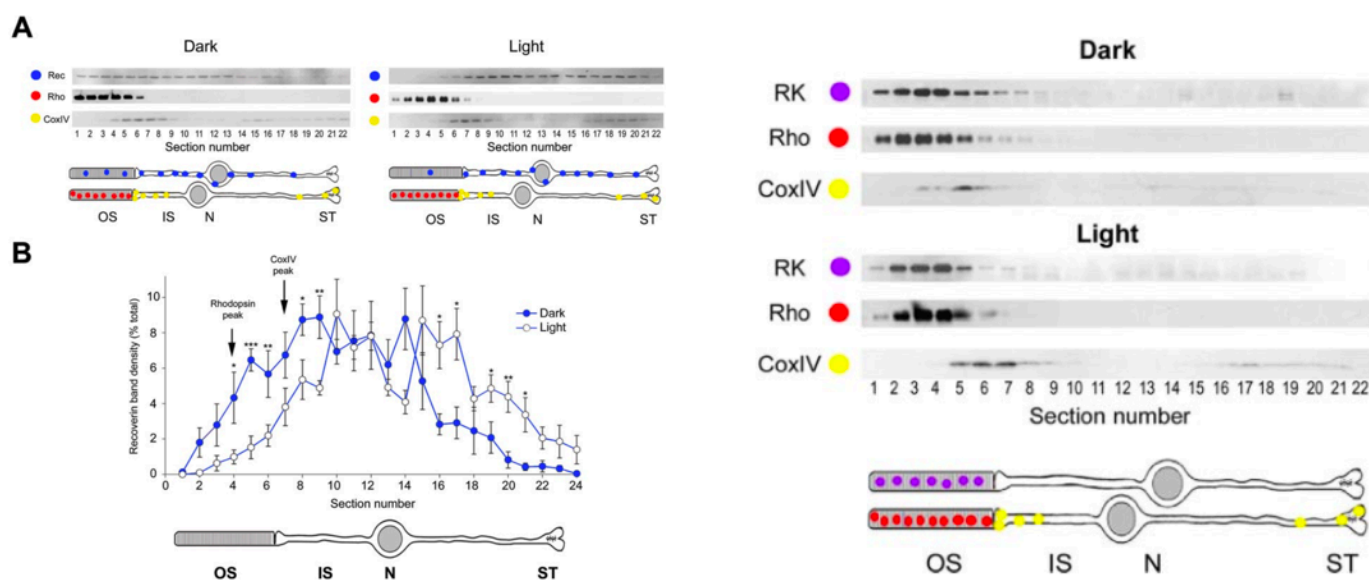 A
Dark Light
Rec
Rho
CoxIV
1 2 3 4 5 6 7 8 9 10 11 12 13 14 15 16 17 18 19 20 21 22
1 2 3 4 5 6 7 8 9 10 11 12 13 14 15 16 17 18 19 20 21 22
Section number Section number
OS IS N ST
OS IS N ST
B
CoxIV
peak
Rhodopsin
peak
* *** ** * ** * * * ** *
Dark
Light
Recoverin band density (% total)
10
8
6
4
2
0
0 2 4 6 8 10 12 14 16 18 20 22 24
Section number
OS IS N ST
Dark
RK
Rho
CoxIV
Light
RK
Rho
CoxIV
1 2 3 4 5 6 7 8 9 10 11 12 13 14 15 16 17 18 19 20 21 22
Section number
OS IS N ST